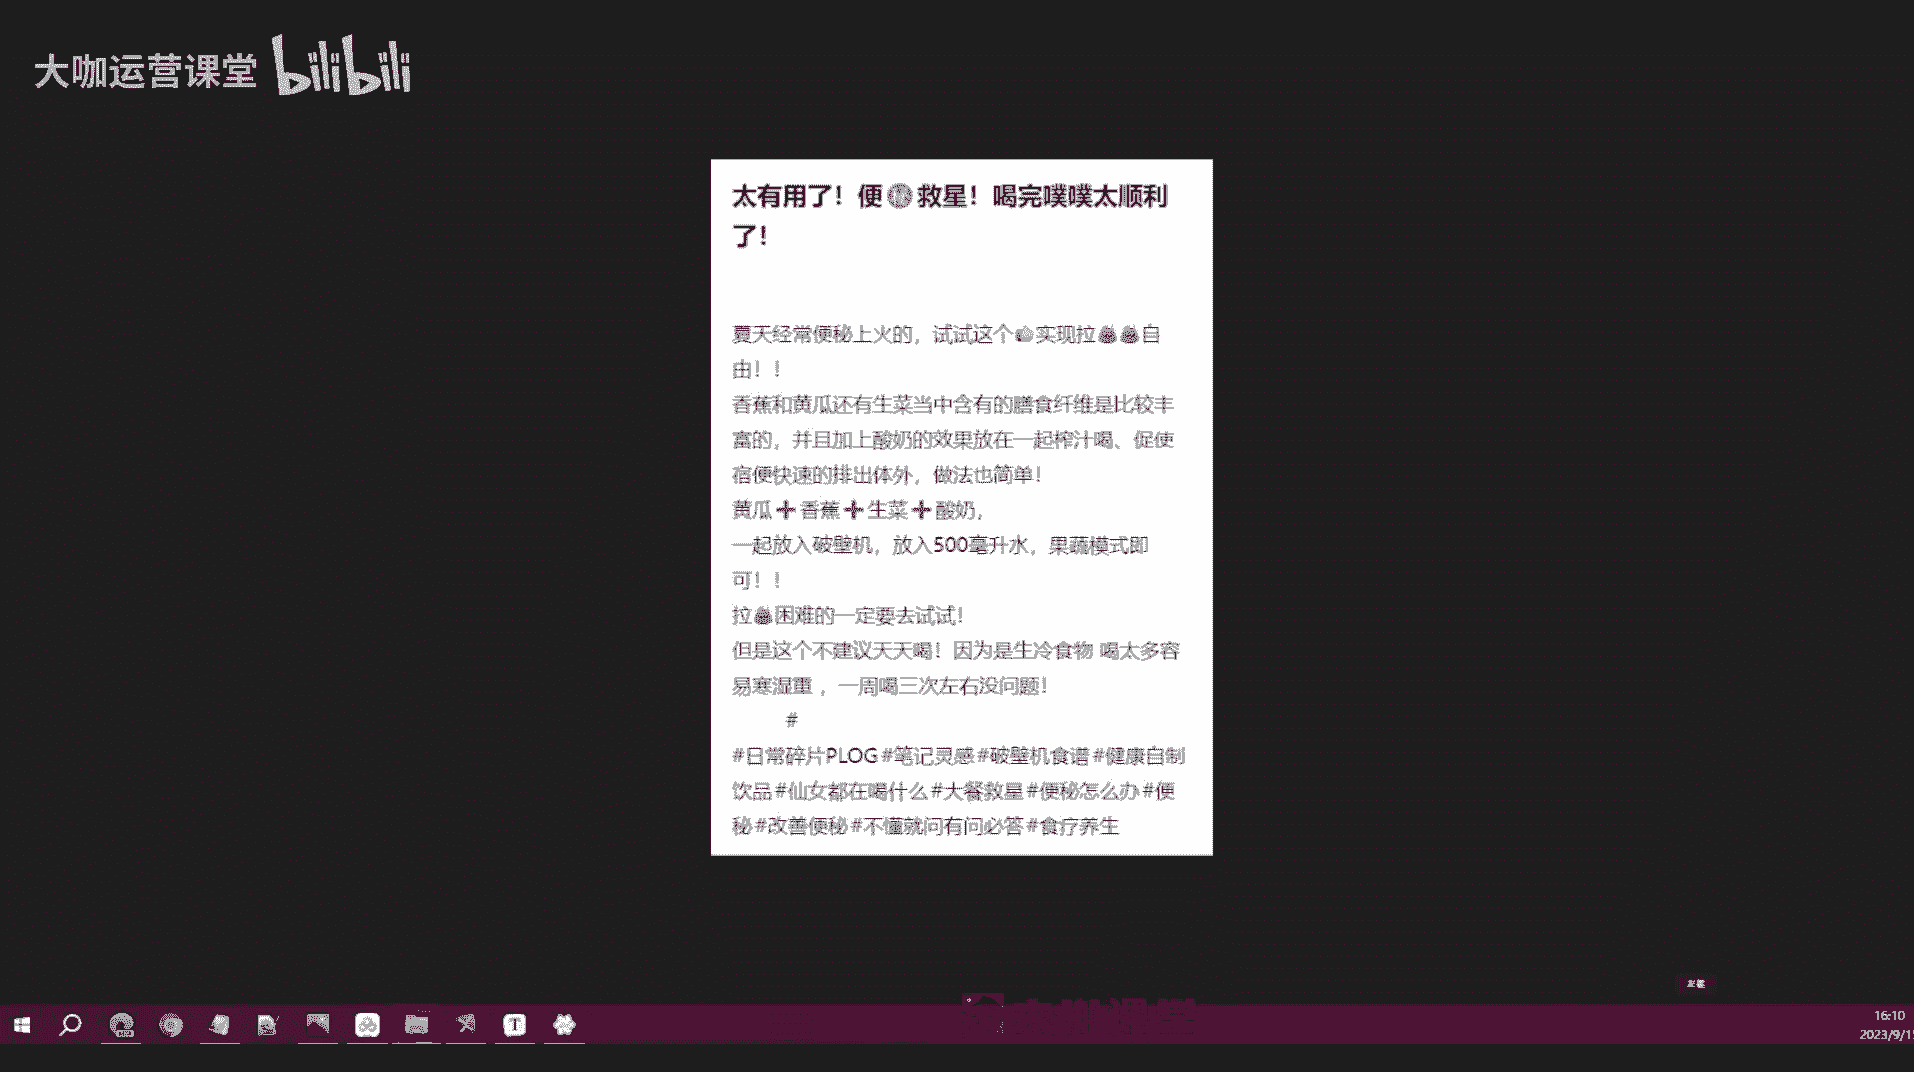 大咖运营课堂 bilibili
太有用了！便㊙救星！喝完噗噗太顺利
了！
夏天经常便秘上火的，试试这个👍实现拉💩💩自
由！！
香蕉和黄瓜还有生菜当中含有的膳食纤维是比较丰
富的，并且加上酸奶的效果放在一起榨汁喝、促使
宿便快速的排出体外，做法也简单！
黄瓜➕香蕉➕生菜➕酸奶，
一起放入破壁机，放入500毫升水，果蔬模式即
可！！
拉💩困难的一定要去试试！
但是这个不建议天天喝！因为是生冷食物 喝太多容
易寒湿重 ，一周喝三次左右没问题！
#
#日常碎片PLOG#笔记灵感#破壁机食谱#健康自制
饮品#仙女都在喝什么#大餐救星#便秘怎么办#便
秘#改善便秘#不懂就问有问必答#食疗养生
16:10
2023/9/1